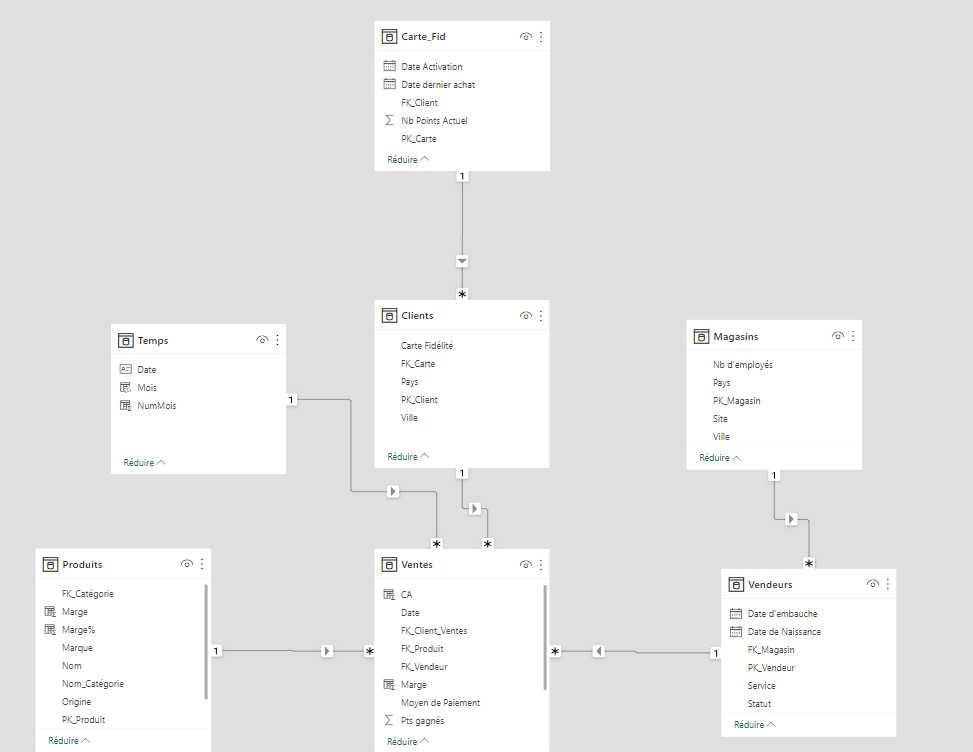 Carte_Fid
Date Activation
Date dernier achat
FK_Client
Nb Points Actuel
PK_Carte
Réduire
1
*
Clients
Carte Fidélité
FK_Carte
Pays
PK_Client
Ville
Réduire
1
*
Temps
Date
Mois
NumMois
Réduire
1
*
Magasins
Nb d'employés
Pays
PK_Magasin
Site
Ville
Réduire
1
*
Produits
FK_Catégorie
Marge
Marge%
Marque
Nom
Nom_Catégorie
Origine
PK_Produit
Réduire
1
*
Ventes
CA
Date
FK_Client_Ventes
FK_Produit
FK_Vendeur
Marge
Moyen de Paiement
Pts gagnés
Réduire
*
1
Vendeurs
Date d'embauche
Date de Naissance
FK_Magasin
PK_Vendeur
Service
Statut
Réduire